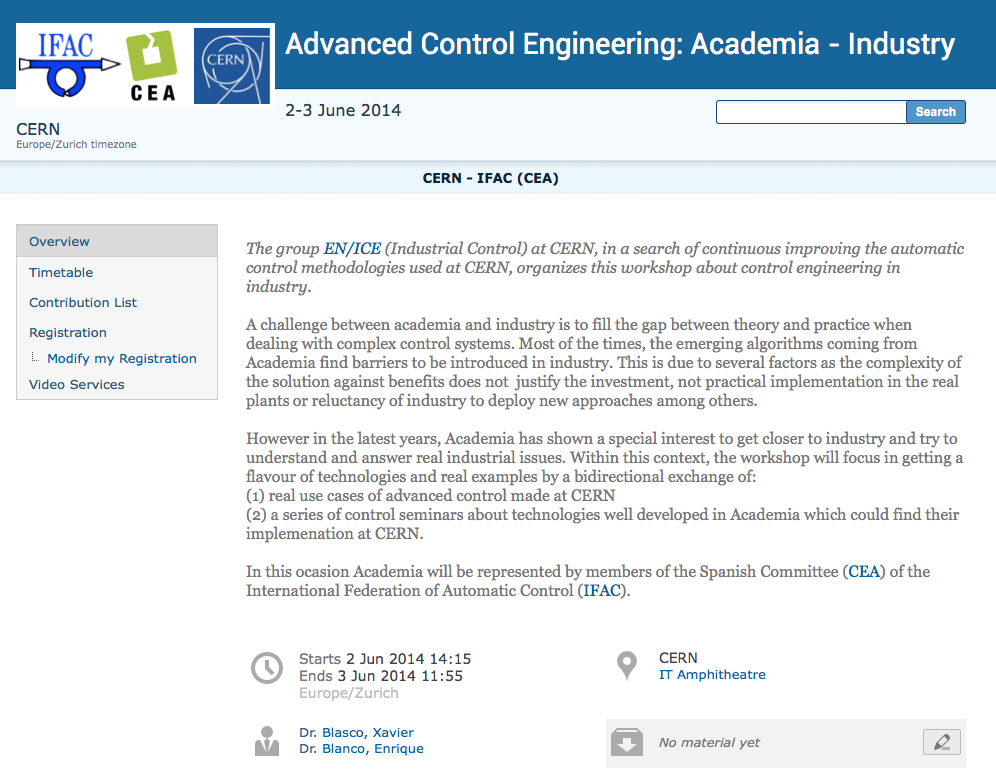 IFAC
CEA
CERN
Advanced Control Engineering: Academia - Industry
2-3 June 2014
Search
CERN
Europe/Zurich timezone
CERN - IFAC (CEA)
Overview
Timetable
Contribution List
Registration
Modify my Registration
Video Services
The group EN/ICE (Industrial Control) at CERN, in a search of continuous improving the automatic
control methodologies used at CERN, organizes this workshop about control engineering in
industry.
A challenge between academia and industry is to fill the gap between theory and practice when
dealing with complex control systems. Most of the times, the emerging algorithms coming from
Academia find barriers to be introduced in industry. This is due to several factors as the complexity of
the solution against benefits does not  justify the investment, not practical implementation in the real
plants or reluctancy of industry to deploy new approaches among others.
However in the latest years, Academia has shown a special interest to get closer to industry and try to
understand and answer real industrial issues. Within this context, the workshop will focus in getting a
flavour of technologies and real examples by a bidirectional exchange of:
(1) real use cases of advanced control made at CERN
(2) a series of control seminars about technologies well developed in Academia which could find their
implemenation at CERN.
In this ocasion Academia will be represented by members of the Spanish Committee (CEA) of the
International Federation of Automatic Control (IFAC).
Starts 2 Jun 2014 14:15
Ends 3 Jun 2014 11:55
Europe/Zurich
CERN
IT Amphitheatre
Dr. Blasco, Xavier
Dr. Blanco, Enrique
No material yet